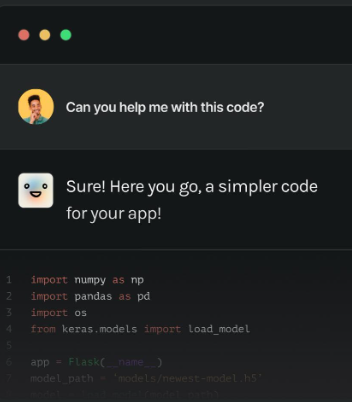 Can you help me with this code?
Sure! Here you go, a simpler code
for your app!
1 import numpy as np
2 import pandas as pd
3 import os
4 from keras.models import load_model
5
6 app = Flask(__name__)
7 model_path = 'models/newest-model.h5'